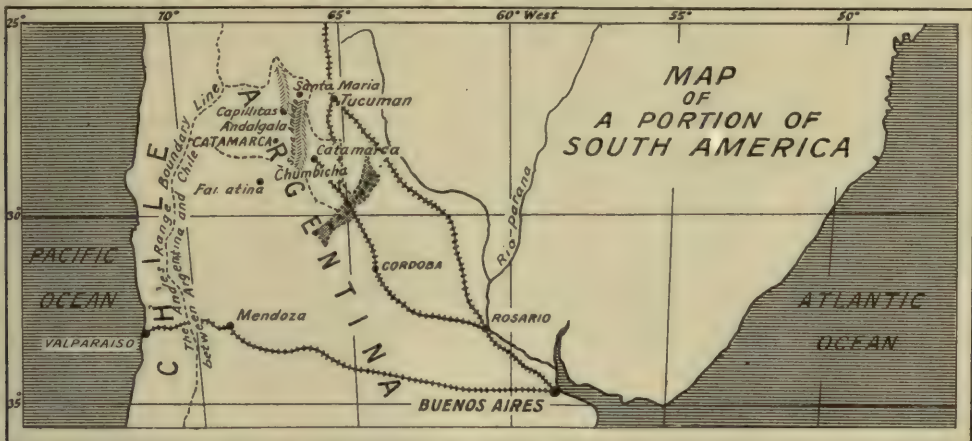 25° 70° 65° 60° West 55° 50°
MAP
OF
A PORTION OF
SOUTH AMERICA
Santa Maria
Tucuman
Capillitas
Andalgala
CATAMARCA
Catamarca
Chumbicha
Famatina
30°
CHILE
ARGENTINA
The Andes Range Boundary Line
between Argentina and Chile
Rio Parana
PACIFIC
OCEAN
ATLANTIC
OCEAN
CORDOBA
Mendoza
ROSARIO
VALPARAISO
BUENOS AIRES
35°